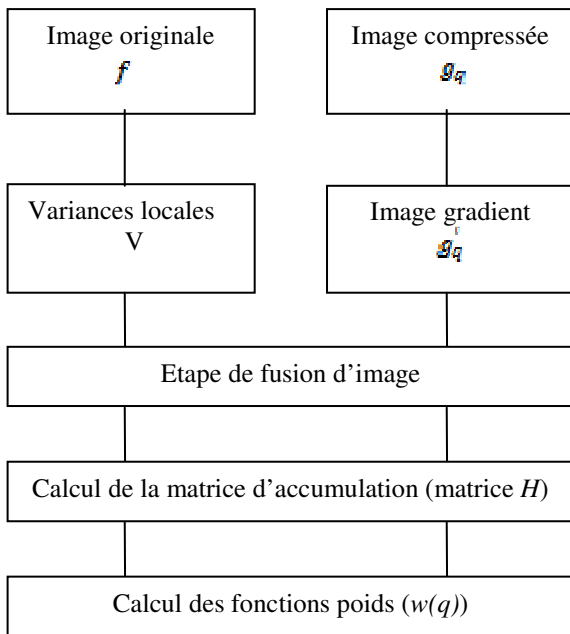 Image originale
f
Image compressée
g_q
Variances locales
V
Image gradient
g'_q
Etape de fusion d'image
Calcul de la matrice d'accumulation (matrice H)
Calcul des fonctions poids (w(q))